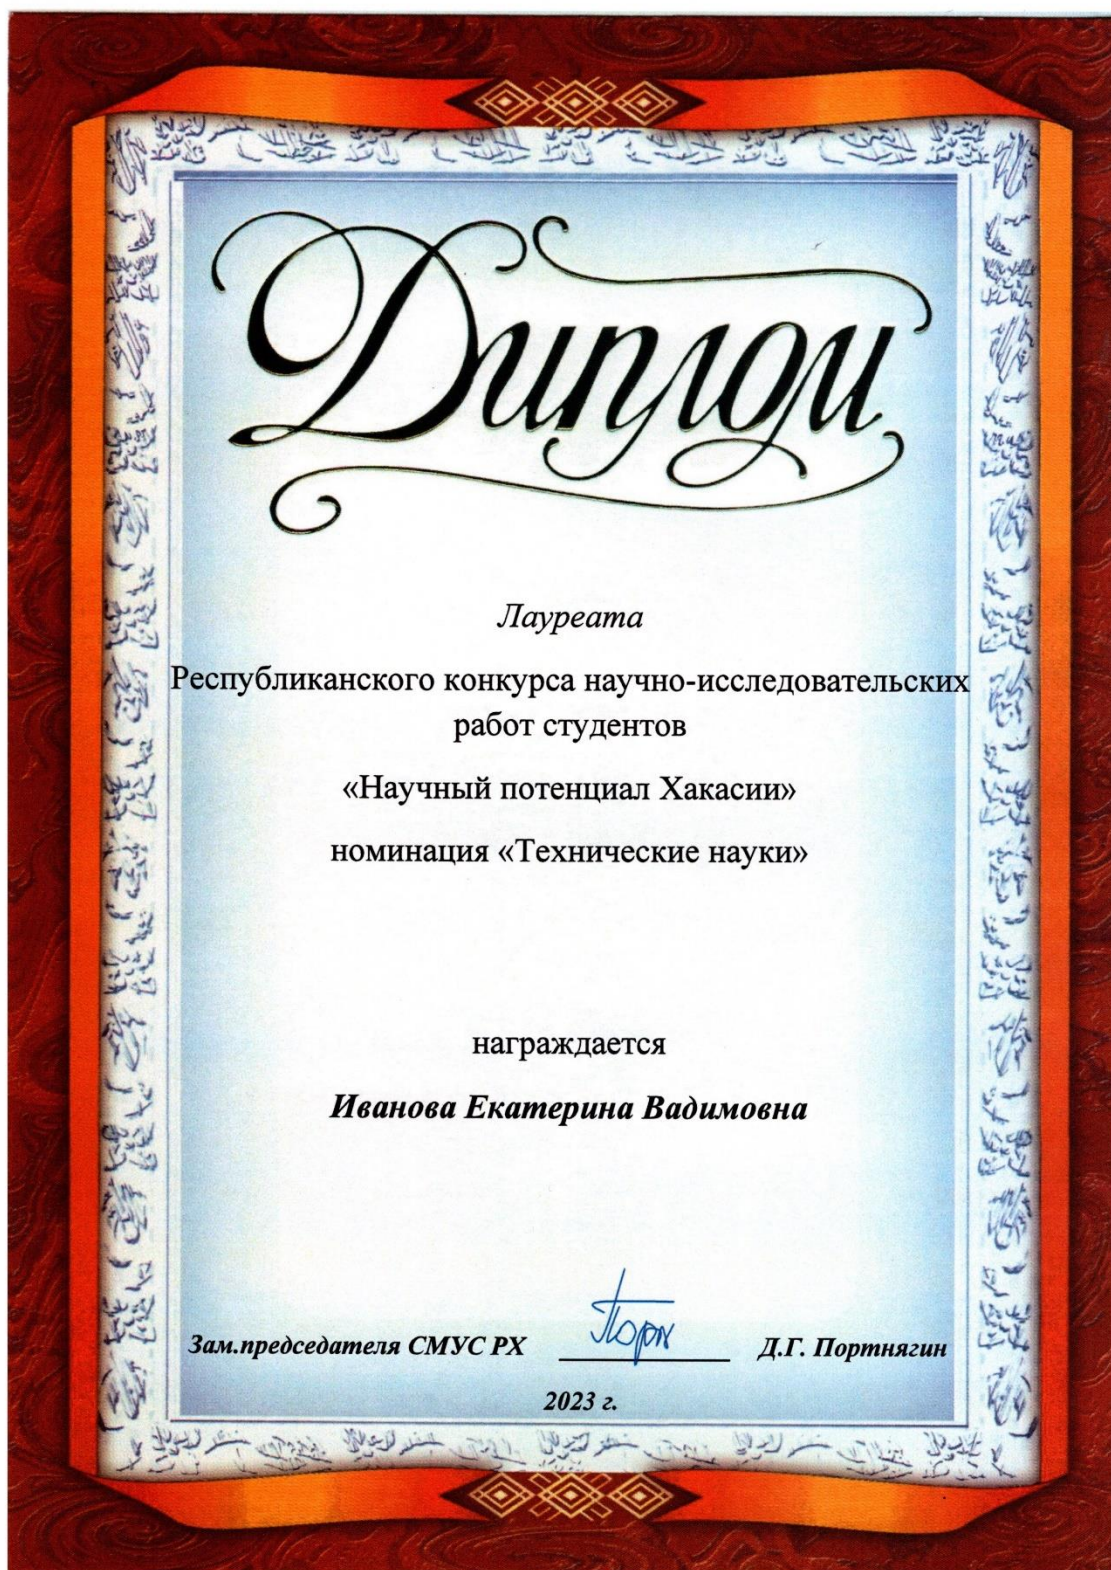 Диплом
Лауреата
Республиканского конкурса научно-исследовательских
работ студентов
«Научный потенциал Хакасии»
номинация «Технические науки»
награждается
Иванова Екатерина Вадимовна
Зам.председателя СМУС РХ Д.Г. Портнягин
2023 г.